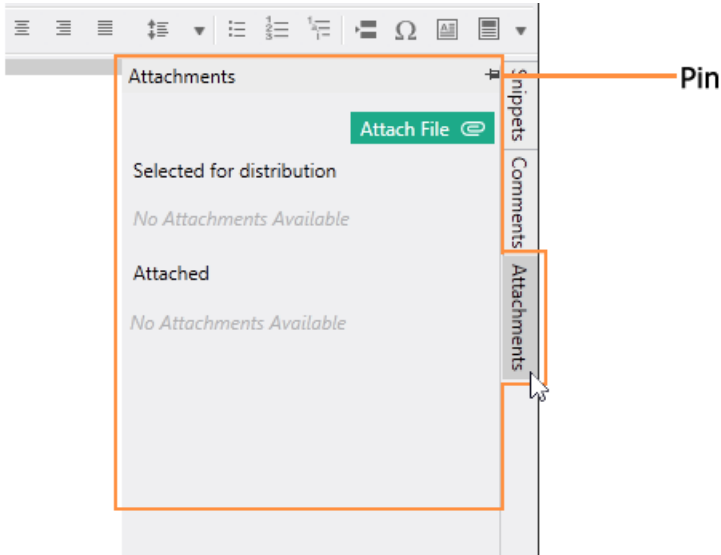 Attachments
Pin
Attach File
Selected for distribution
No Attachments Available
Attached
No Attachments Available
Snippets
Comments
Attachments